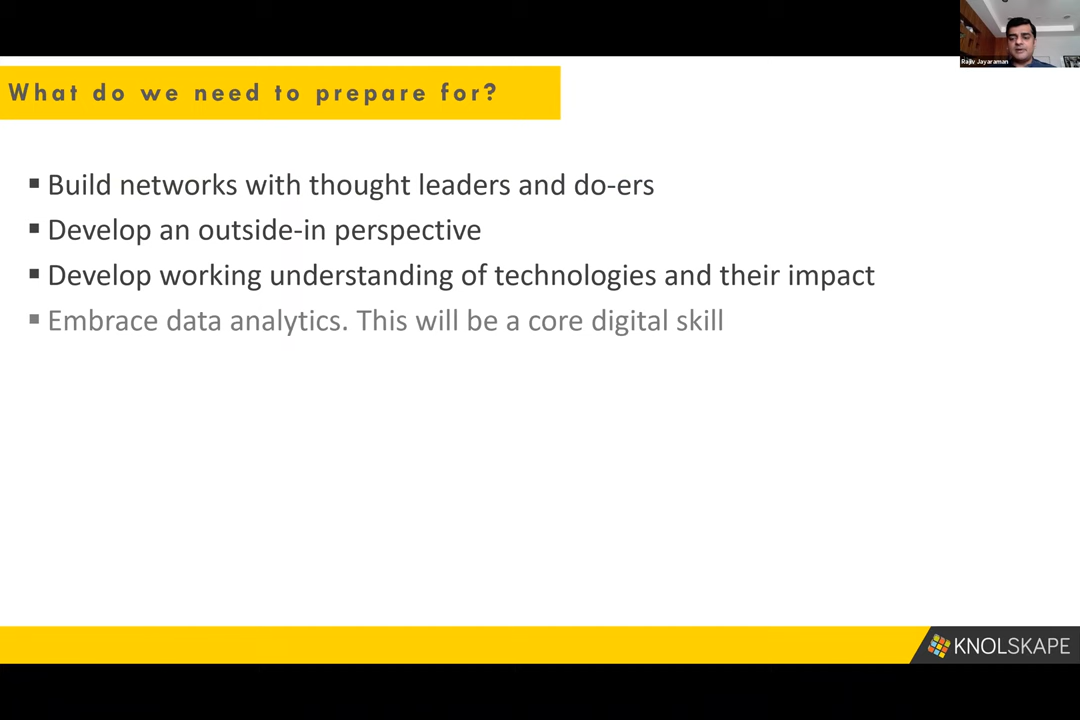 Rajiv Jayaraman
What do we need to prepare for?
▪ Build networks with thought leaders and do-ers
▪ Develop an outside-in perspective
▪ Develop working understanding of technologies and their impact
▪ Embrace data analytics. This will be a core digital skill
KNOLSKAPE